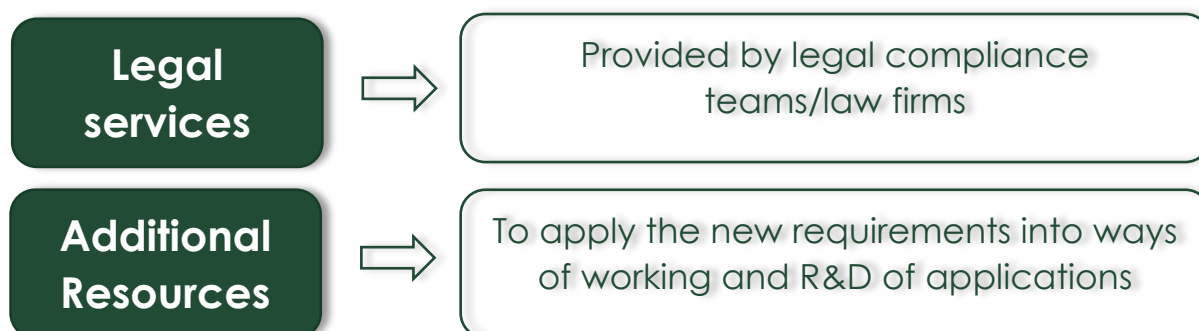 Legal
services
Provided by legal compliance
teams/law firms
Additional
Resources
To apply the new requirements into ways
of working and R&D of applications